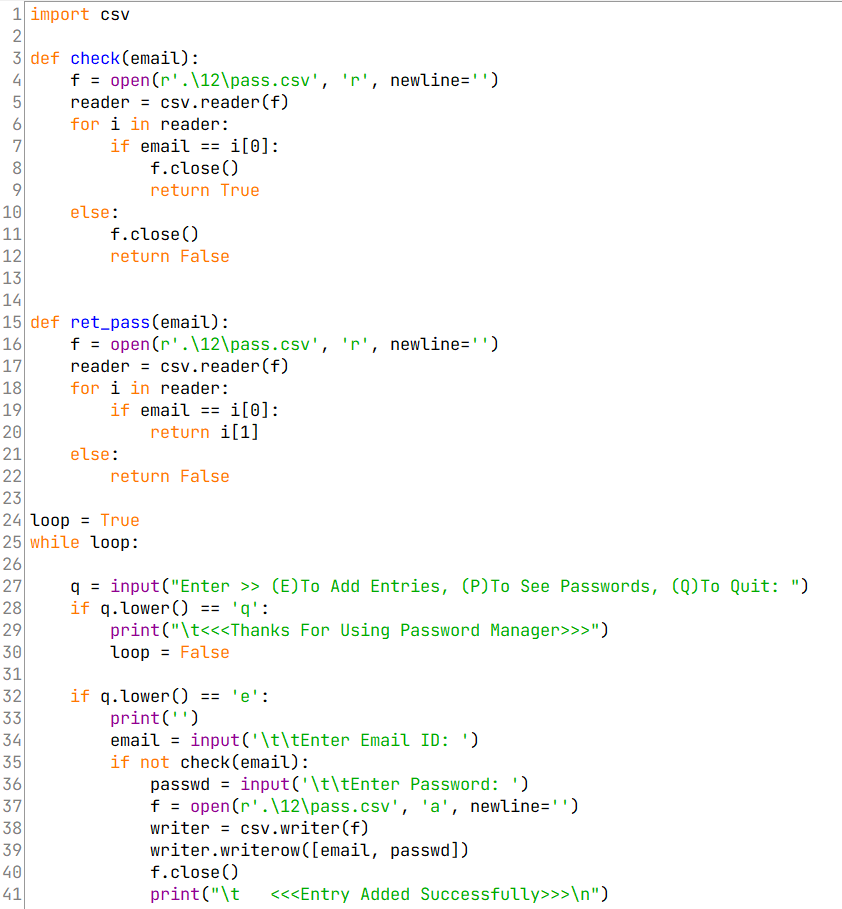 1 import csv
2
3 def check(email):
4     f = open(r'.\12\pass.csv', 'r', newline='')
5     reader = csv.reader(f)
6     for i in reader:
7         if email == i[0]:
8             f.close()
9             return True
10     else:
11         f.close()
12         return False
13
14
15 def ret_pass(email):
16     f = open(r'.\12\pass.csv', 'r', newline='')
17     reader = csv.reader(f)
18     for i in reader:
19         if email == i[0]:
20             return i[1]
21     else:
22         return False
23
24 loop = True
25 while loop:
26
27     q = input("Enter >> (E)To Add Entries, (P)To See Passwords, (Q)To Quit: ")
28     if q.lower() == 'q':
29         print("\t<<<Thanks For Using Password Manager>>>")
30         loop = False
31
32     if q.lower() == 'e':
33         print('')
34         email = input('\t\tEnter Email ID: ')
35         if not check(email):
36             passwd = input('\t\tEnter Password: ')
37             f = open(r'.\12\pass.csv', 'a', newline='')
38             writer = csv.writer(f)
39             writer.writerow([email, passwd])
40             f.close()
41             print("\t   <<<Entry Added Successfully>>>\n")